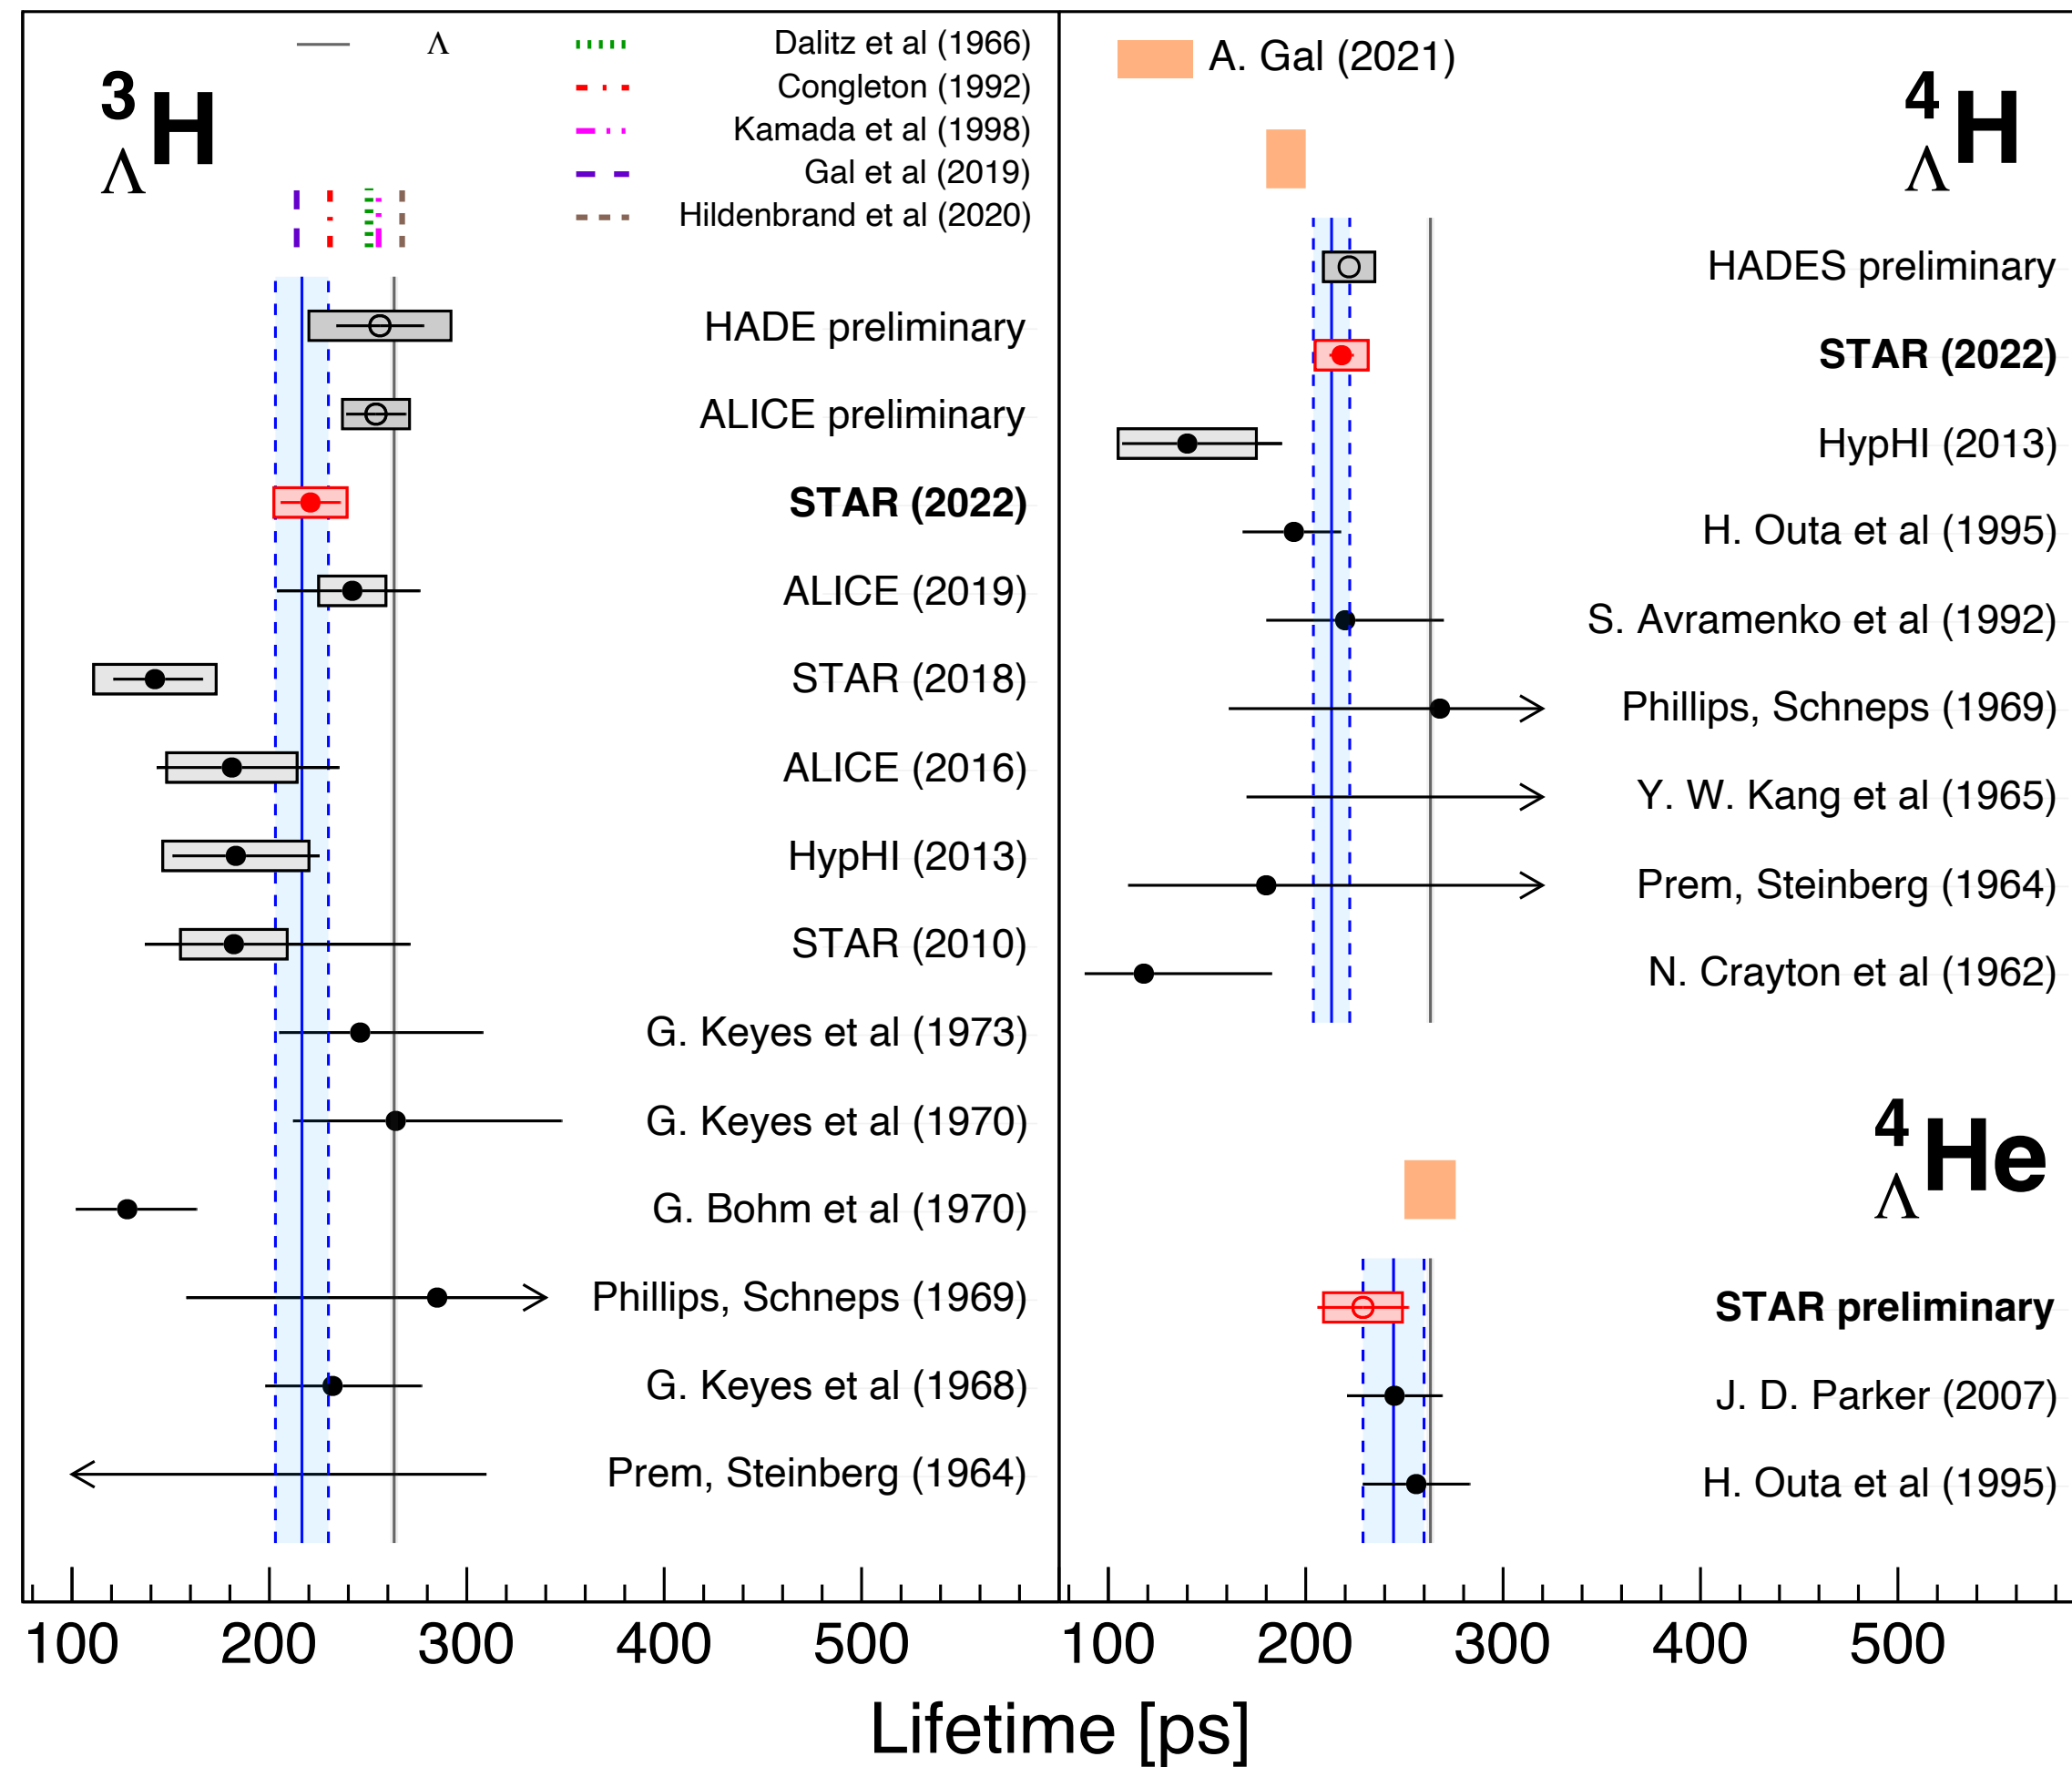 3
ΛH
Λ
Dalitz et al (1966)
Congleton (1992)
Kamada et al (1998)
Gal et al (2019)
Hildenbrand et al (2020)
HADE preliminary
ALICE preliminary
STAR (2022)
ALICE (2019)
STAR (2018)
ALICE (2016)
HypHI (2013)
STAR (2010)
G. Keyes et al (1973)
G. Keyes et al (1970)
G. Bohm et al (1970)
Phillips, Schneps (1969)
G. Keyes et al (1968)
Prem, Steinberg (1964)
100 200 300 400 500
A. Gal (2021)
4
ΛH
HADES preliminary
STAR (2022)
HypHI (2013)
H. Outa et al (1995)
S. Avramenko et al (1992)
Phillips, Schneps (1969)
Y. W. Kang et al (1965)
Prem, Steinberg (1964)
N. Crayton et al (1962)
4
ΛHe
STAR preliminary
J. D. Parker (2007)
H. Outa et al (1995)
100 200 300 400 500
Lifetime [ps]